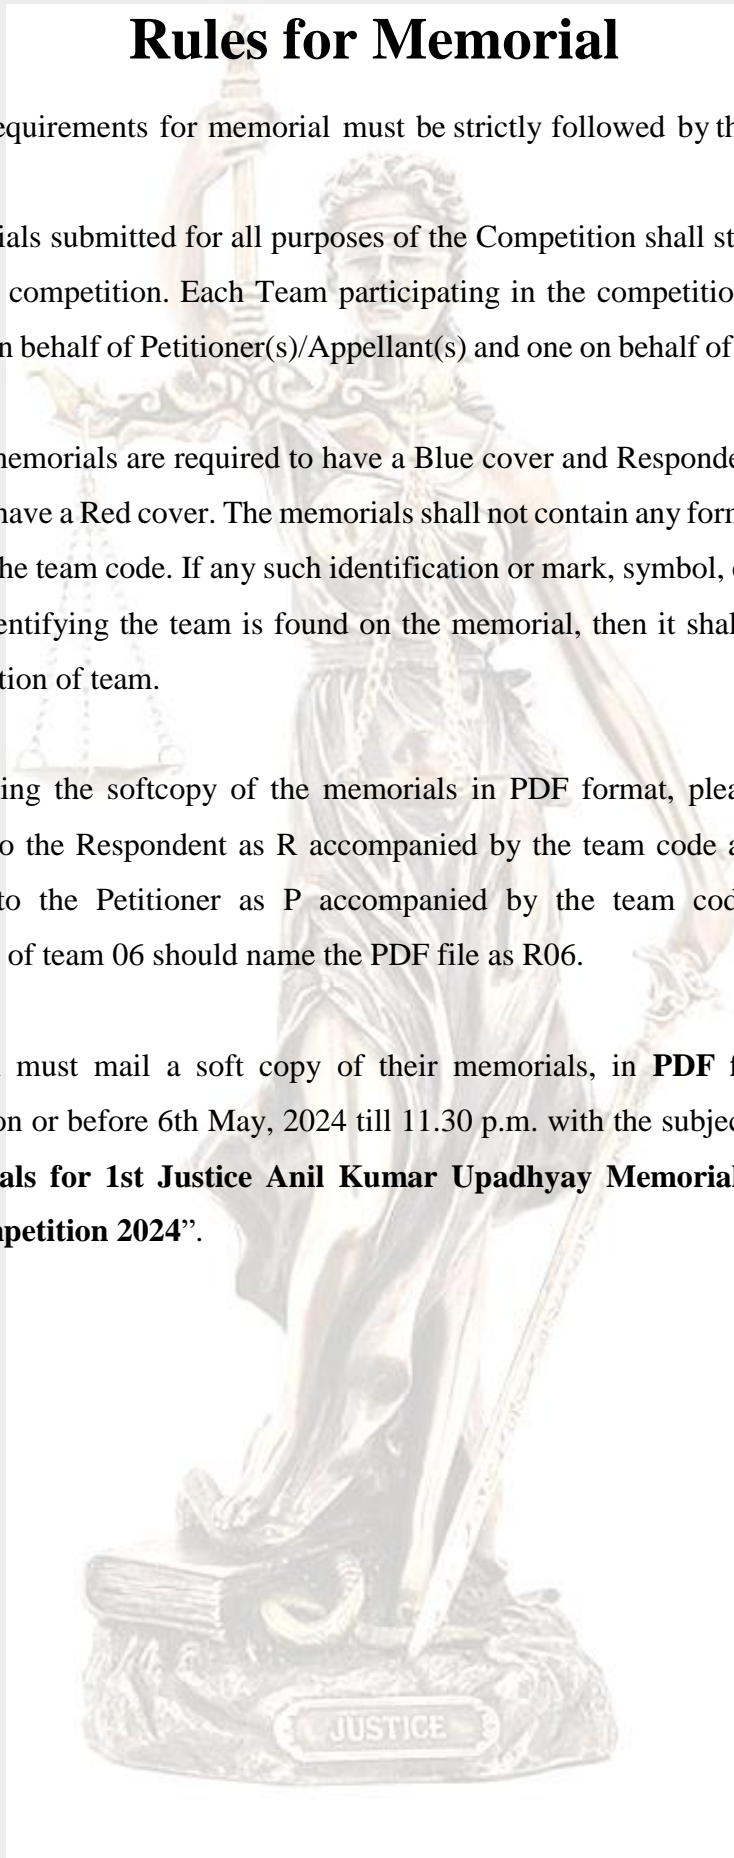 Rules for Memorial
equirements for memorial must be strictly followed by th
ials submitted for all purposes of the Competition shall st
competition. Each Team participating in the competitio
n behalf of Petitioner(s)/Appellant(s) and one on behalf of
memorials are required to have a Blue cover and Responde
have a Red cover. The memorials shall not contain any for
he team code. If any such identification or mark, symbol,
entifying the team is found on the memorial, then it shal
tion of team.
ing the softcopy of the memorials in PDF format, plea
o the Respondent as R accompanied by the team code a
to the Petitioner as P accompanied by the team cod
of team 06 should name the PDF file as R06.
must mail a soft copy of their memorials, in PDF f
on or before 6th May, 2024 till 11.30 p.m. with the subjec
als for 1st Justice Anil Kumar Upadhyay Memorial
petition 2024”.
JUSTICE